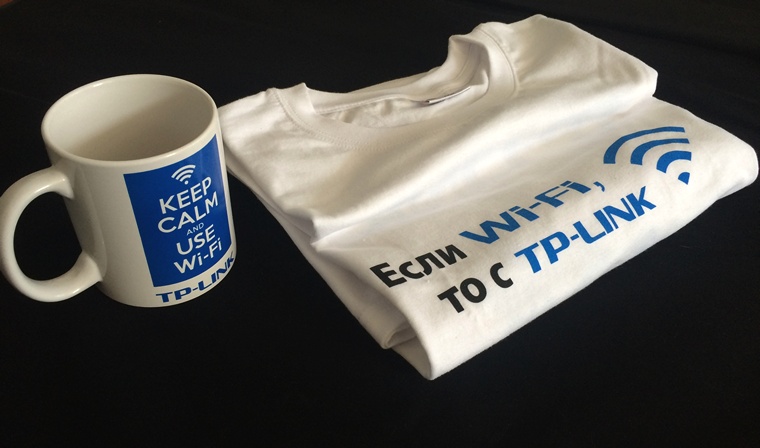 KEEP
CALM
AND
USE
Wi-Fi
TP-LINK
Если Wi-Fi,
то с TP-LINK